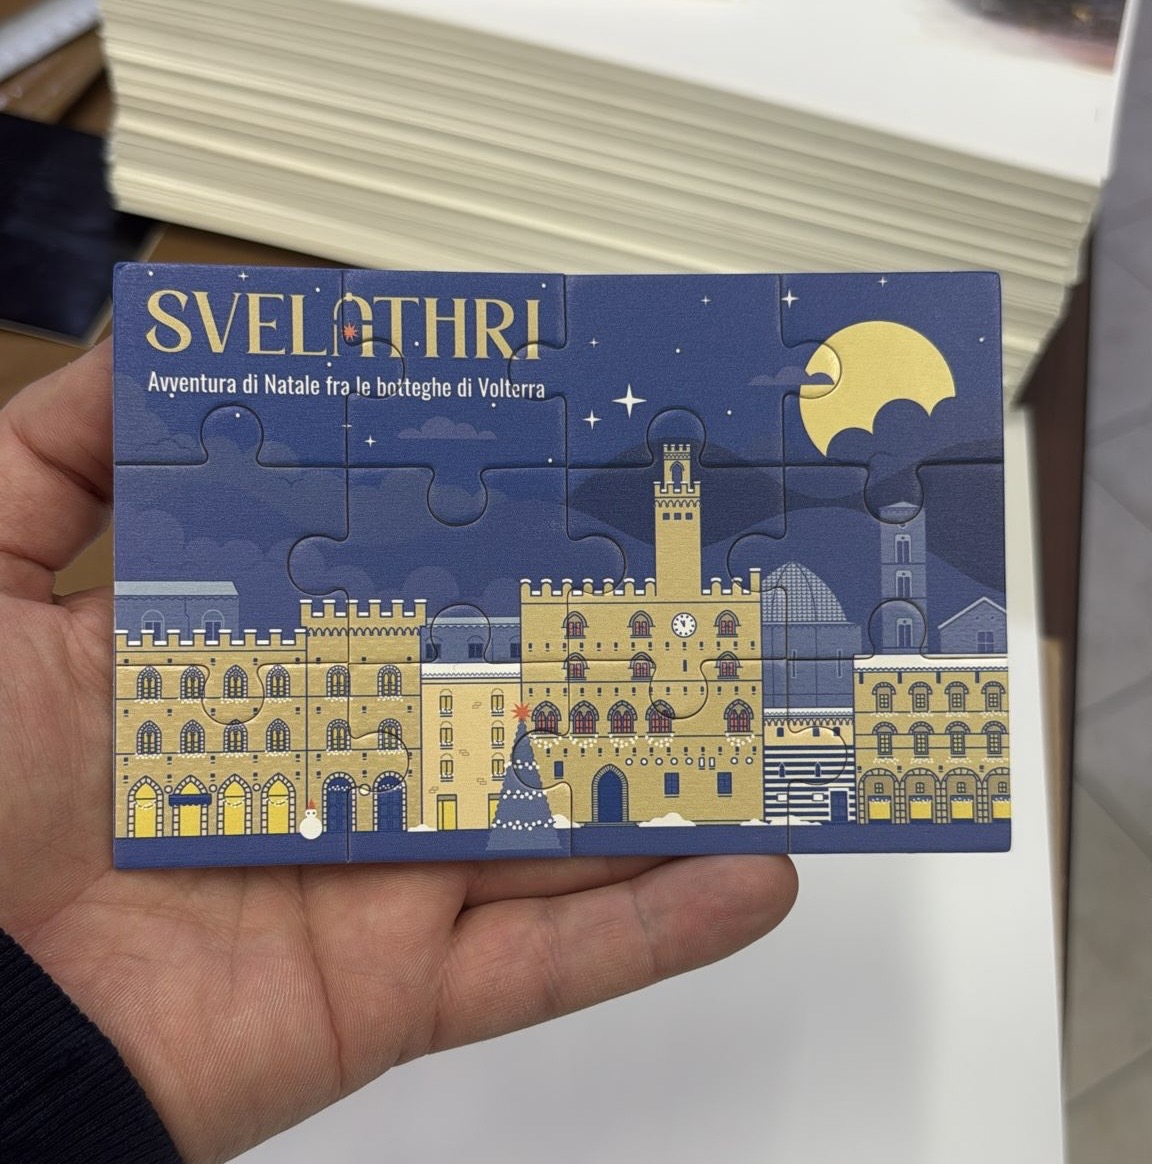 SVELATHRI
Avventura di Natale fra le botteghe di Volterra